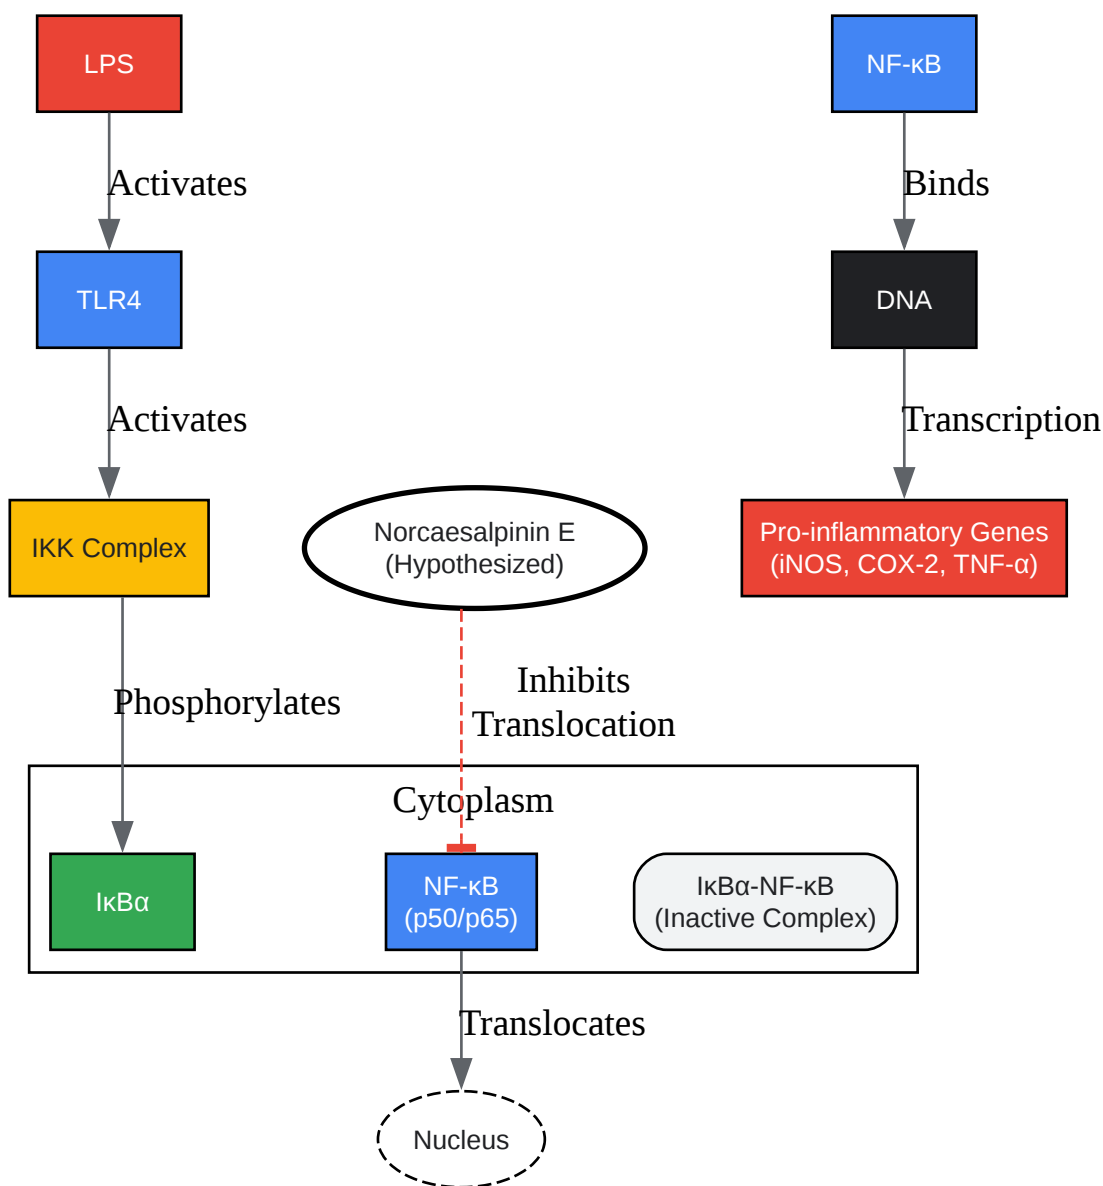 LPS
NF-κB
Activates
Binds
TLR4
DNA
Activates
Transcription
IKK Complex
Norcaesalpinin E
(Hypothesized)
Pro-inflammatory Genes
(iNOS, COX-2, TNF-α)
Phosphorylates
Inhibits
Translocation
Cytoplasm
IκBα
NF-κB
(p50/p65)
IκBα-NF-κB
(Inactive Complex)
Translocates
Nucleus